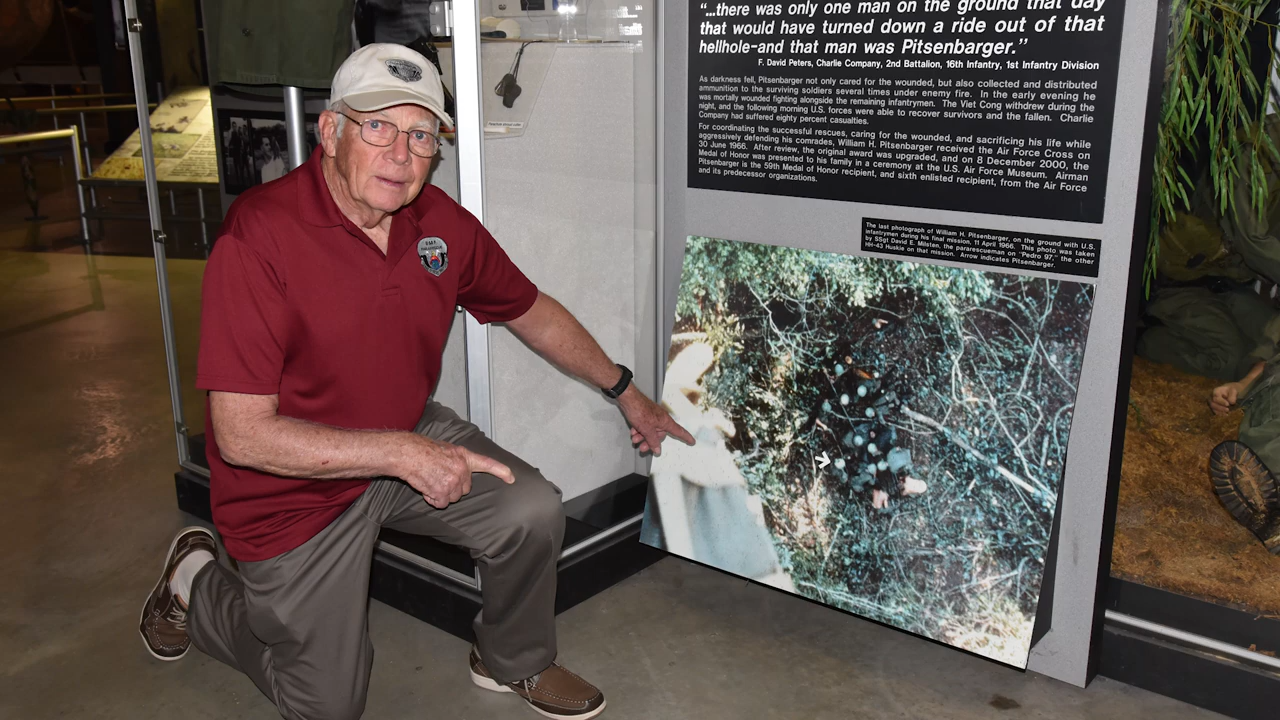 “...there was only one man on the ground that day
that would have turned down a ride out of that
hellhole-and that man was Pitsenbarger.”
F. David Peters, Charlie Company, 2nd Battalion, 16th Infantry, 1st Infantry Division
As darkness fell, Pitsenbarger not only cared for the wounded, but also collected and distributed
ammunition to the surviving soldiers several times under enemy fire. In the early evening he
was mortally wounded fighting alongside the remaining infantrymen. The Viet Cong withdrew during the
night, and the following morning U.S. forces were able to recover survivors and the fallen. Charlie
Company had suffered eighty percent casualties.
For coordinating the successful rescues, caring for the wounded, and sacrificing his life while
aggressively defending his comrades, William H. Pitsenbarger received the Air Force Cross on
30 June 1966. After review, the original award was upgraded, and on 8 December 2000, the
Medal of Honor was presented to his family in a ceremony at the U.S. Air Force Museum. Airman
Pitsenbarger is the 59th Medal of Honor recipient, and sixth enlisted recipient, from the Air Force
and its predecessor organizations.
The last photograph of William H. Pitsenbarger, on the ground with U.S.
infantrymen during his final mission, 11 April 1966. This photo was taken
by SSgt David E. Milsten, the pararescueman on “Pedro 97,” the other
HH-43 Huskie on that mission. Arrow indicates Pitsenbarger.